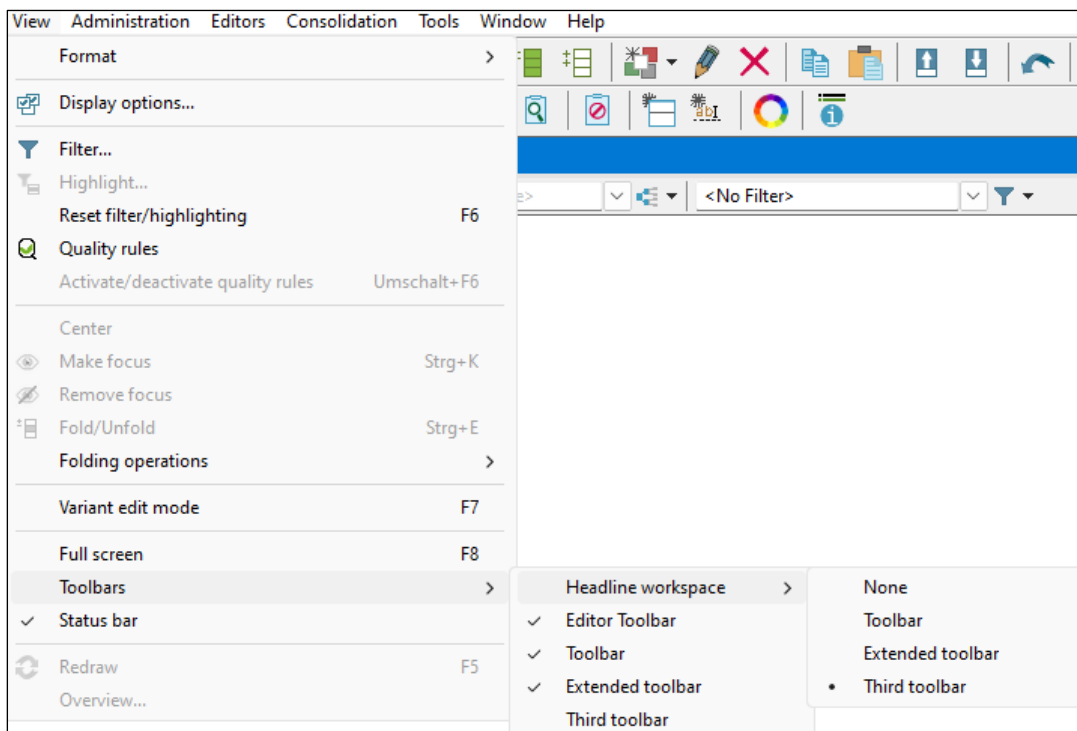 View Administration Editors Consolidation Tools Window Help
Format
Display options...
Filter...
Highlight...
<No Filter>
Reset filter/highlighting F6
Quality rules
Activate/deactivate quality rules Umschalt+F6
Center
Make focus Strg+K
Remove focus
Fold/Unfold Strg+E
Folding operations
Variant edit mode F7
Full screen F8
Toolbars
Status bar
Redraw F5
Overview...
Headline workspace
Editor Toolbar
Toolbar
Extended toolbar
Third toolbar
None
Toolbar
Extended toolbar
Third toolbar